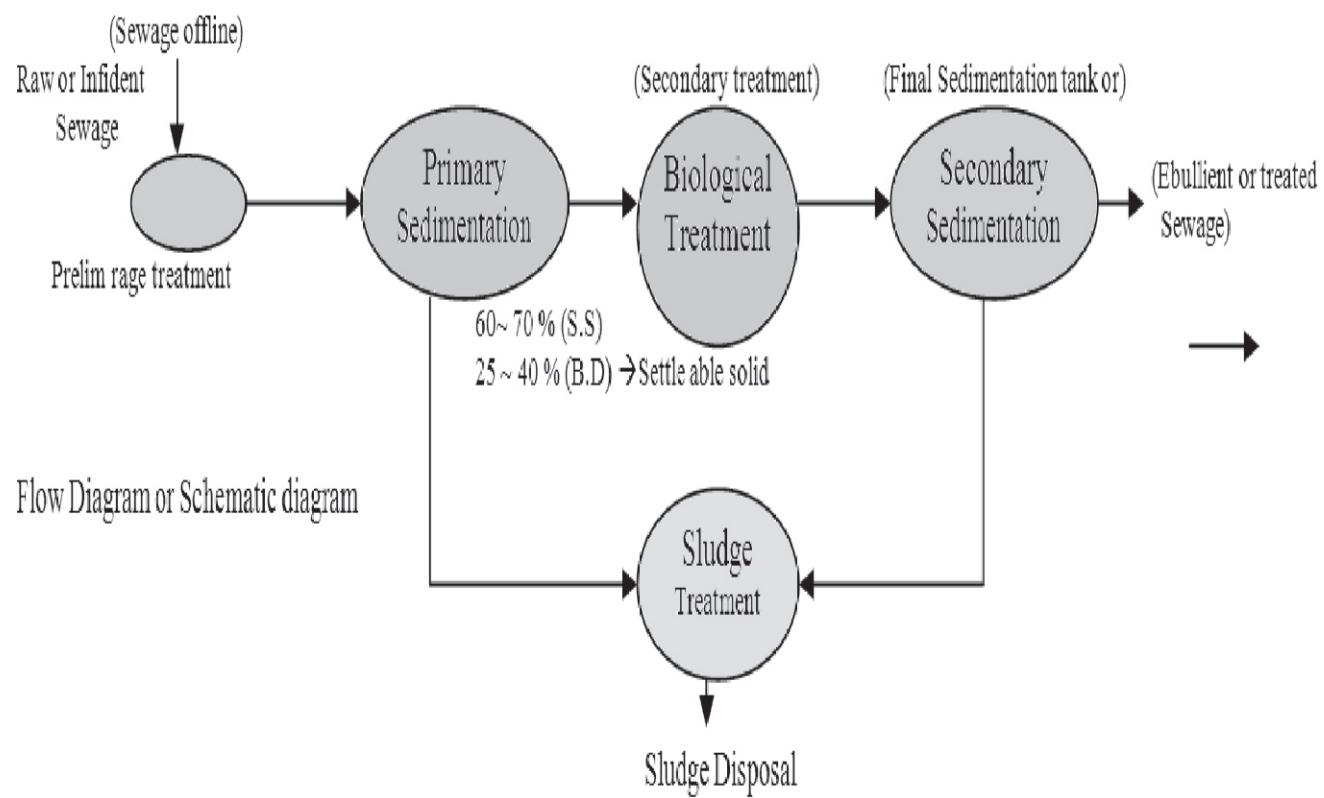 (Sewage offline)
Raw or Infident
Sewage
Prelim rage treatment
Primary
Sedimentation
60~ 70 % (S.S)
25 ~ 40 % (B.D) →Settle able solid
(Secondary treatment)
Biological
Treatment
(Final Sedimentation tank or)
Secondary
Sedimentation
(Ebullient or treated
Sewage)
Flow Diagram or Schematic diagram
Sludge
Treatment
Sludge Disposal